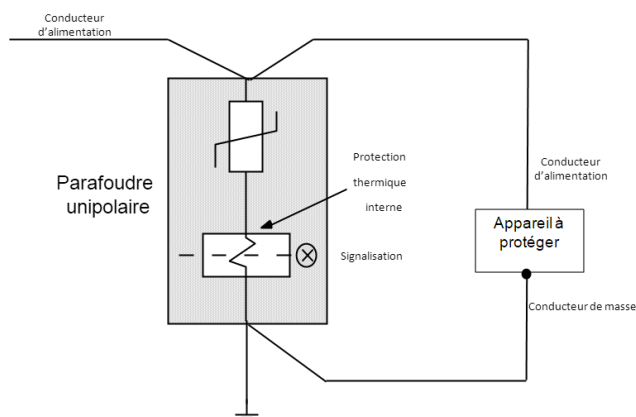 Conducteur
d'alimentation
Parafoudre
unipolaire
Protection
thermique
interne
Signalisation
Conducteur
d'alimentation
Appareil à
protéger
Conducteur de masse